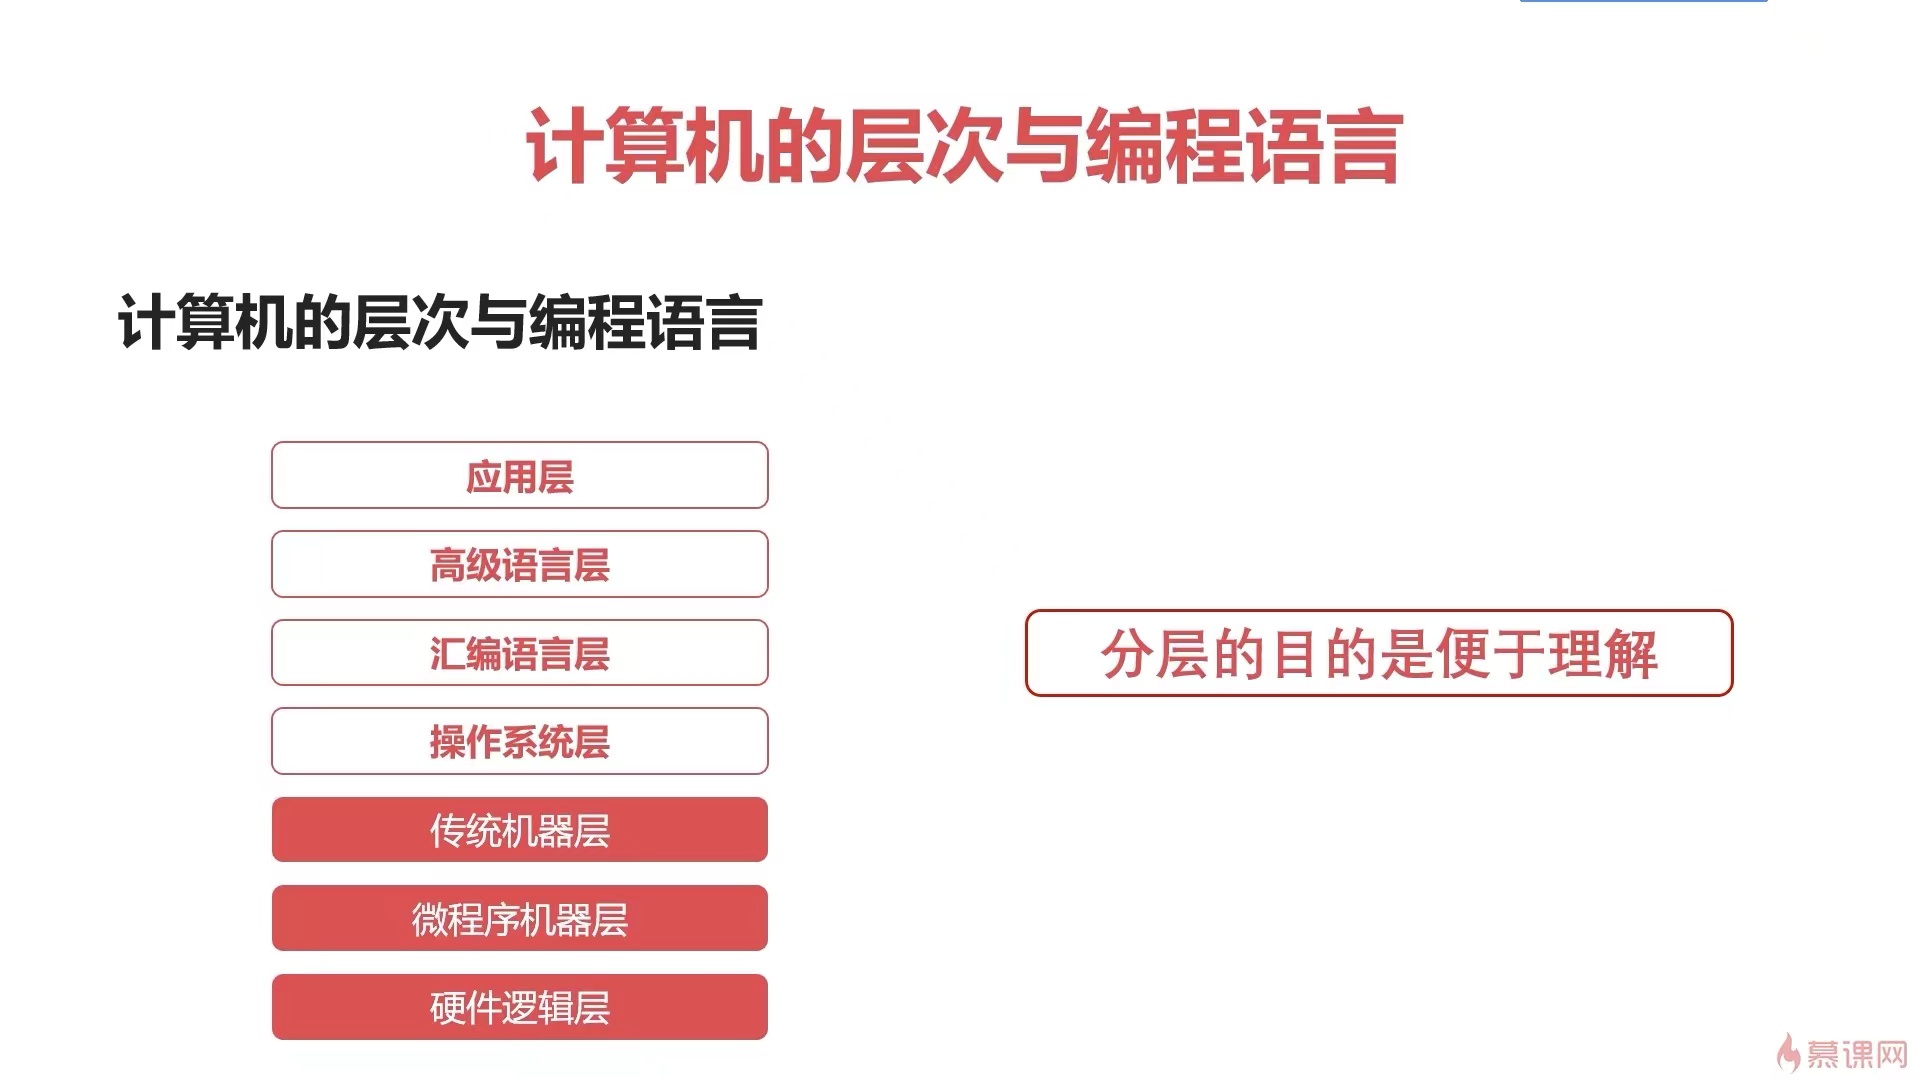 计算机的层次与编程语言
计算机的层次与编程语言
应用层
高级语言层
汇编语言层
操作系统层
传统机器层
微程序机器层
硬件逻辑层
分层的目的是便于理解
慕课网